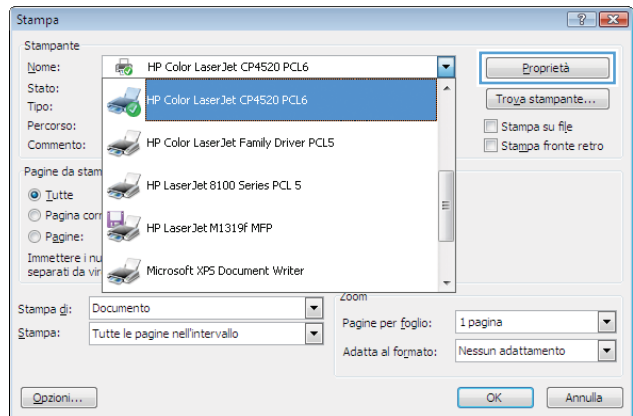 Stampa
Stampante
Nome: HP Color LaserJet CP4520 PCL6 Proprietà
Stato: HP Color LaserJet CP4520 PCL6 Trova stampante...
Tipo:
Percorso: Stampa su file
Commento: HP Color LaserJet Family Driver PCL5 Stampa fronte retro
Pagine da stam
HP LaserJet 8100 Series PCL 5
Tutte
Pagina corr
Pagine: HP LaserJet M1319f MFP
Immettere i nu
separati da vir Microsoft XPS Document Writer
Zoom
Stampa di: Documento Pagine per foglio: 1 pagina
Stampa: Tutte le pagine nell'intervallo Adatta al formato: Nessun adattamento
Opzioni... OK Annulla